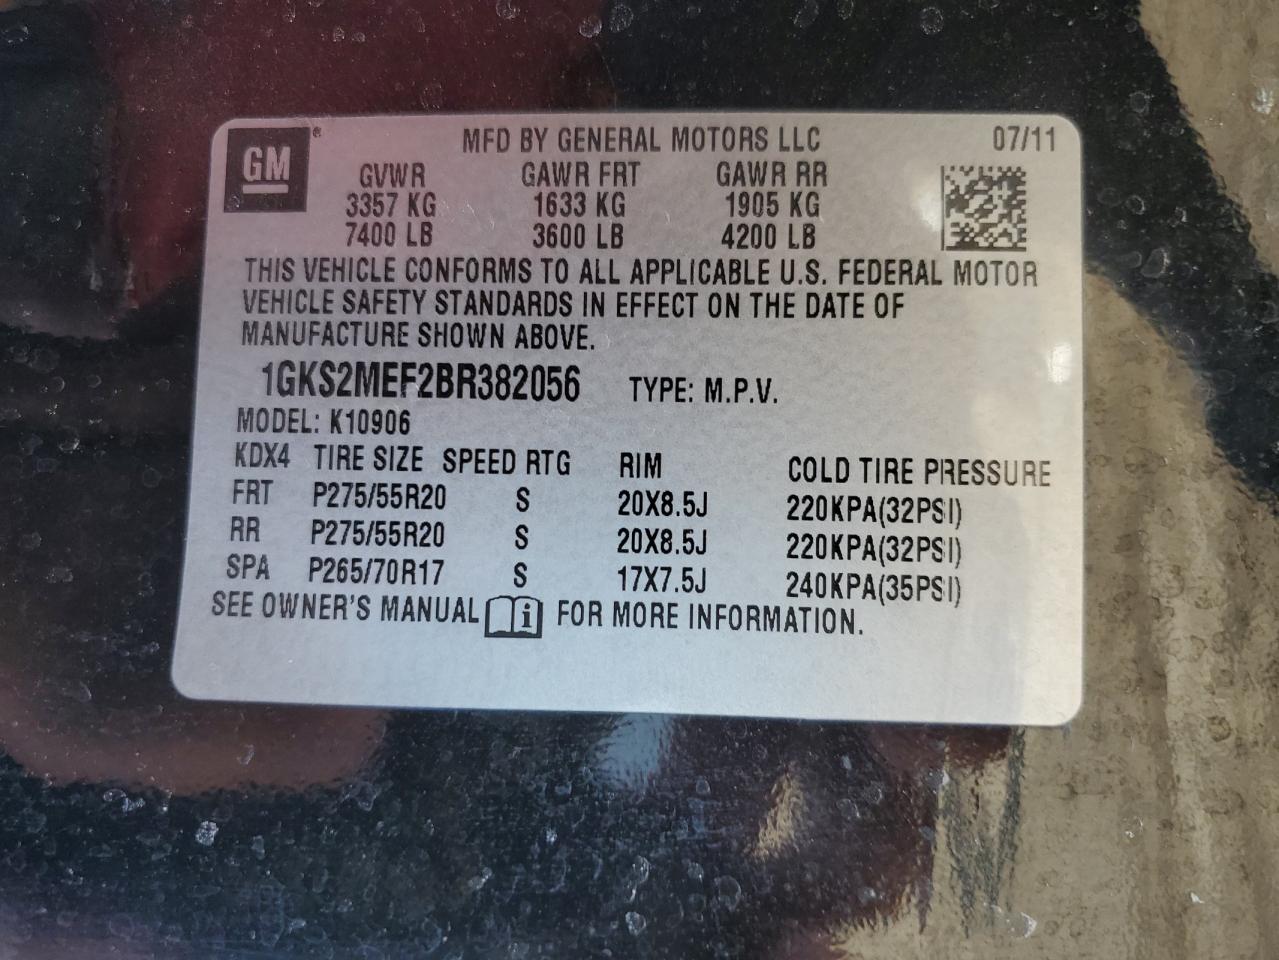 GM® MFD BY GENERAL MOTORS LLC 07/11
GVWR GAWR FRT GAWR RR
3357 KG 1633 KG 1905 KG
7400 LB 3600 LB 4200 LB
THIS VEHICLE CONFORMS TO ALL APPLICABLE U.S. FEDERAL MOTOR
VEHICLE SAFETY STANDARDS IN EFFECT ON THE DATE OF
MANUFACTURE SHOWN ABOVE.
1GKS2MEF2BR382056 TYPE: M.P.V.
MODEL: K10906
KDX4 TIRE SIZE SPEED RTG RIM COLD TIRE PRESSURE
FRT P275/55R20 S 20X8.5J 220KPA(32PSI)
RR P275/55R20 S 20X8.5J 220KPA(32PSI)
SPA P265/70R17 S 17X7.5J 240KPA(35PSI)
SEE OWNER'S MANUAL i FOR MORE INFORMATION.